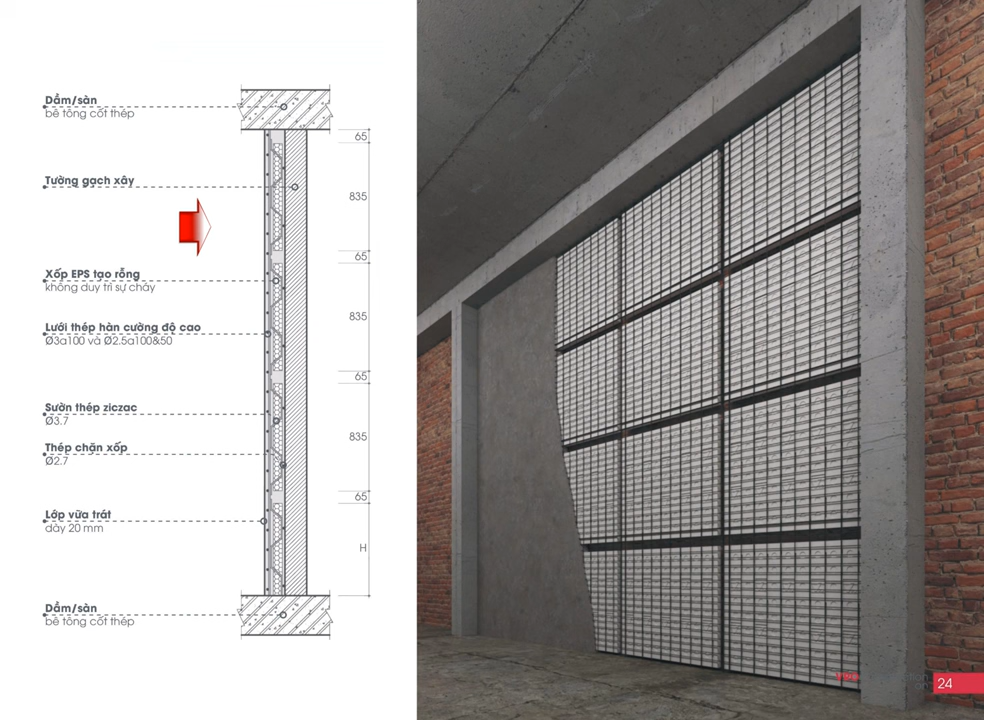 Dầm/sàn
bê tông cốt thép
Tường gạch xây
Xốp EPS tạo rỗng
không duy trì sự cháy
Lưới thép hàn cường độ cao
Ø3a100 và Ø2.5a100&50
Sườn thép ziczac
Ø3.7
Thép chặn xốp
Ø2.7
Lớp vữa trát
dày 20 mm
Dầm/sàn
bê tông cốt thép
65
835
65
835
65
835
65
H
24